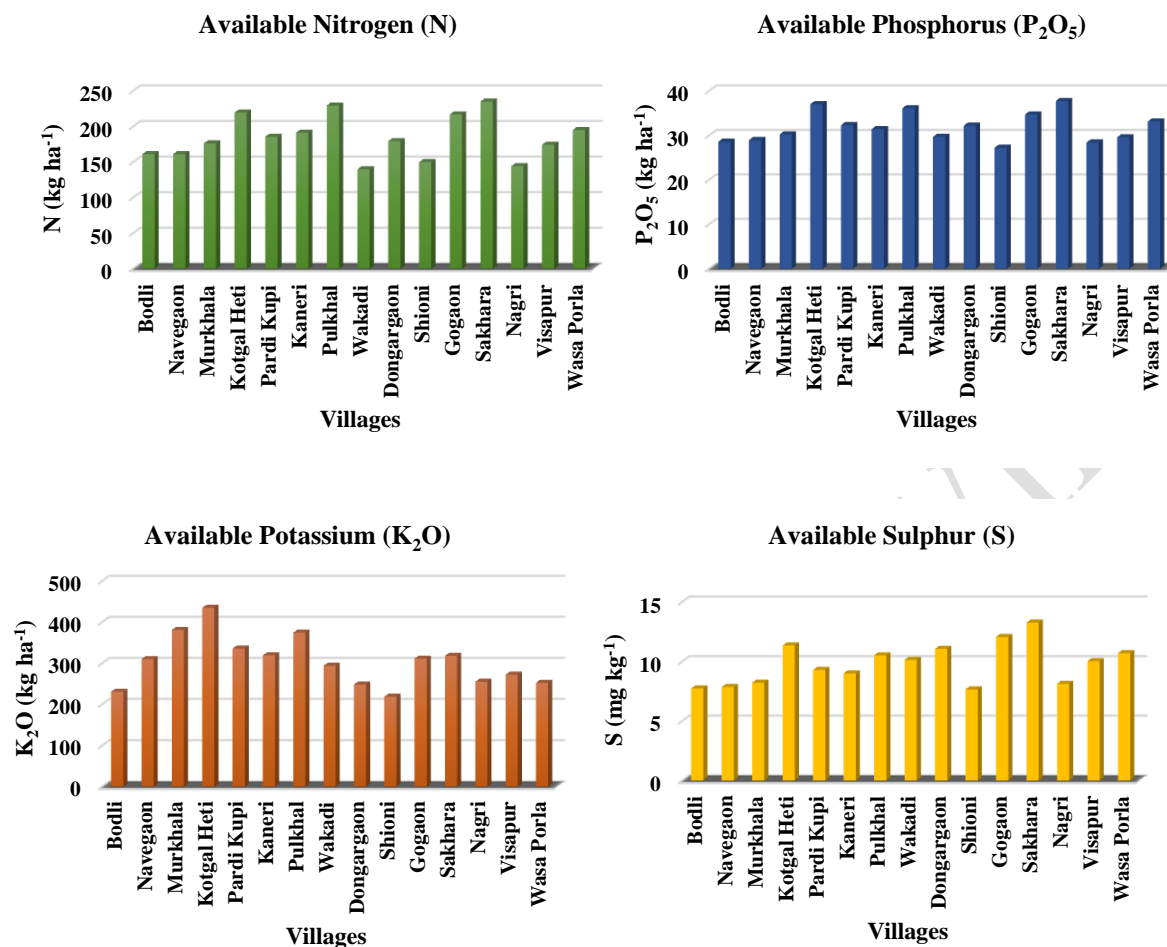 Available Nitrogen (N)
N (kg ha⁻¹)
250
200
150
100
50
0
Bodli
Navegaon
Murkhala
Kotgal Heti
Pardi Kupi
Kaneri
Pulkhal
Wakadi
Dongargaon
Shioni
Gogaon
Sakhara
Nagri
Visapur
Wasa Porla
Villages
Available Phosphorus (P₂O₅)
P₂O₅ (kg ha⁻¹)
40
30
20
10
0
Bodli
Navegaon
Murkhala
Kotgal Heti
Pardi Kupi
Kaneri
Pulkhal
Wakadi
Dongargaon
Shioni
Gogaon
Sakhara
Nagri
Visapur
Wasa Porla
Villages
Available Potassium (K₂O)
K₂O (kg ha⁻¹)
500
400
300
200
100
0
Bodli
Navegaon
Murkhala
Kotgal Heti
Pardi Kupi
Kaneri
Pulkhal
Wakadi
Dongargaon
Shioni
Gogaon
Sakhara
Nagri
Visapur
Wasa Porla
Villages
Available Sulphur (S)
S (mg kg⁻¹)
15
10
5
0
Bodli
Navegaon
Murkhala
Kotgal Heti
Pardi Kupi
Kaneri
Pulkhal
Wakadi
Dongargaon
Shioni
Gogaon
Sakhara
Nagri
Visapur
Wasa Porla
Villages